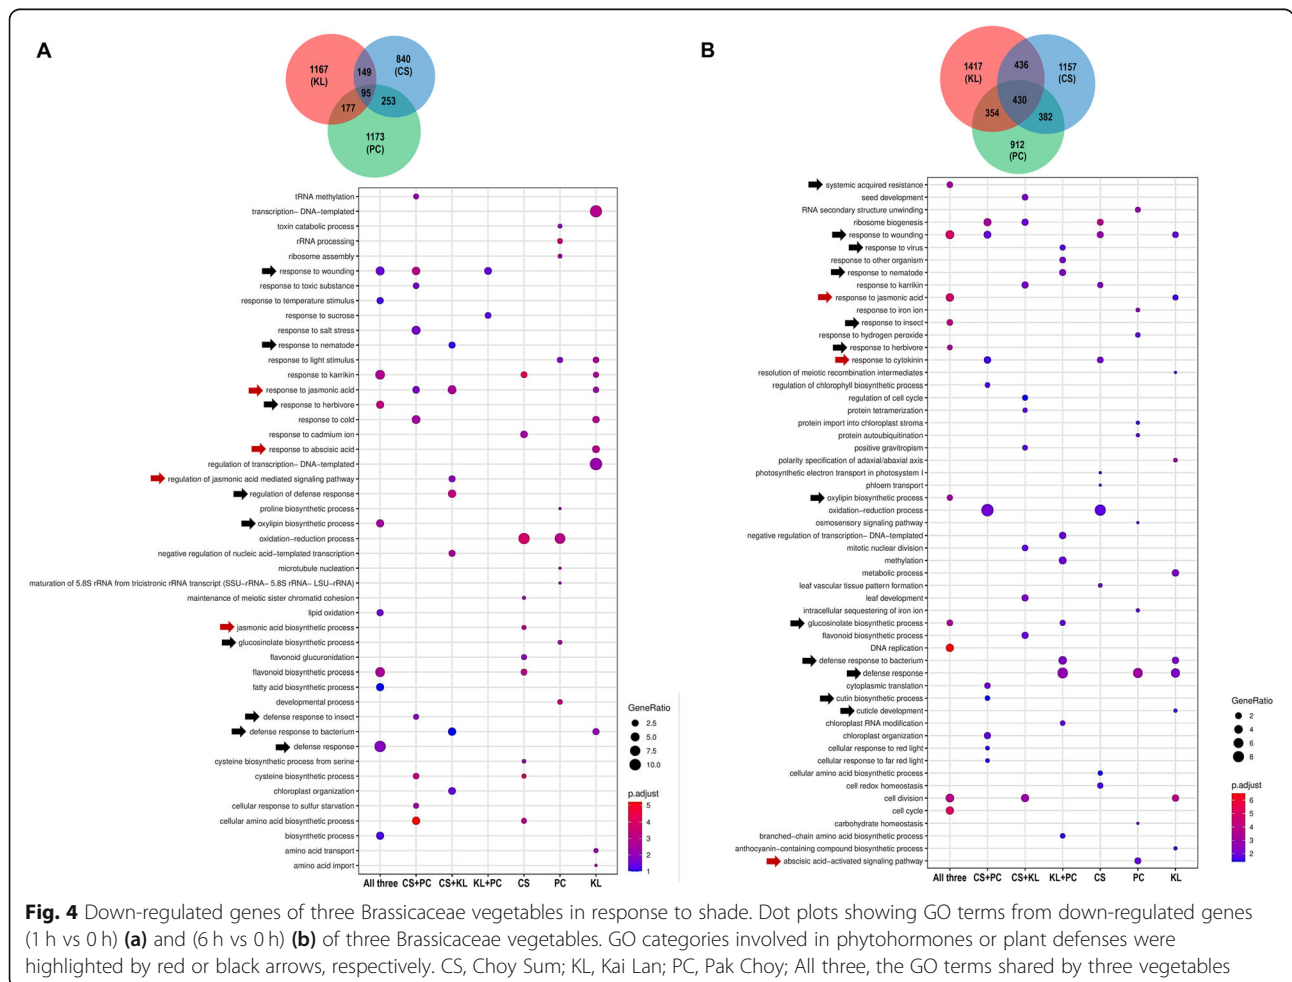 A
1167
(KL)
149
840
(CS)
95
177
253
1173
(PC)
tRNA methylation
transcription− DNA−templated
toxin catabolic process
rRNA processing
ribosome assembly
response to wounding
response to toxic substance
response to temperature stimulus
response to sucrose
response to salt stress
response to nematode
response to light stimulus
response to karrikin
response to jasmonic acid
response to herbivore
response to cold
response to cadmium ion
response to abscisic acid
regulation of transcription− DNA−templated
regulation of jasmonic acid mediated signaling pathway
regulation of defense response
proline biosynthetic process
oxylipin biosynthetic process
oxidation−reduction process
negative regulation of nucleic acid−templated transcription
microtubule nucleation
maturation of 5.8S rRNA from tricistronic rRNA transcript (SSU−rRNA− 5.8S rRNA− LSU−rRNA)
maintenance of meiotic sister chromatid cohesion
lipid oxidation
jasmonic acid biosynthetic process
glucosinolate biosynthetic process
flavonoid glucuronidation
flavonoid biosynthetic process
fatty acid biosynthetic process
developmental process
defense response to insect
defense response to bacterium
defense response
cysteine biosynthetic process from serine
cysteine biosynthetic process
chloroplast organization
cellular response to sulfur starvation
cellular amino acid biosynthetic process
biosynthetic process
amino acid transport
amino acid import
All three CS+PC CS+KL KL+PC CS PC KL
GeneRatio
2.5
5.0
7.5
10.0
p.adjust
5
4
3
2
1
B
1417
(KL)
436
1157
(CS)
430
354
382
912
(PC)
systemic acquired resistance
seed development
RNA secondary structure unwinding
ribosome biogenesis
response to wounding
response to virus
response to other organism
response to nematode
response to karrikin
response to jasmonic acid
response to iron ion
response to insect
response to hydrogen peroxide
response to herbivore
response to cytokinin
resolution of meiotic recombination intermediates
regulation of chlorophyll biosynthetic process
regulation of cell cycle
protein tetramerization
protein import into chloroplast stroma
protein autoubiquitination
positive gravitropism
polarity specification of adaxial/abaxial axis
photosynthetic electron transport in photosystem I
phloem transport
oxylipin biosynthetic process
oxidation−reduction process
osmosensory signaling pathway
negative regulation of transcription− DNA−templated
mitotic nuclear division
methylation
metabolic process
leaf vascular tissue pattern formation
leaf development
intracellular sequestering of iron ion
glucosinolate biosynthetic process
flavonoid biosynthetic process
DNA replication
defense response to bacterium
defense response
cytoplasmic translation
cutin biosynthetic process
cuticle development
chloroplast RNA modification
chloroplast organization
cellular response to red light
cellular response to far red light
cellular amino acid biosynthetic process
cell redox homeostasis
cell division
cell cycle
carbohydrate homeostasis
branched−chain amino acid biosynthetic process
anthocyanin−containing compound biosynthetic process
abscisic acid−activated signaling pathway
All three CS+PC CS+KL KL+PC CS PC KL
GeneRatio
2
4
6
8
p.adjust
6
5
4
3
2
Fig. 4 Down-regulated genes of three Brassicaceae vegetables in response to shade. Dot plots showing GO terms from down-regulated genes
(1 h vs 0 h) (a) and (6 h vs 0 h) (b) of three Brassicaceae vegetables. GO categories involved in phytohormones or plant defenses were
highlighted by red or black arrows, respectively. CS, Choy Sum; KL, Kai Lan; PC, Pak Choy; All three, the GO terms shared by three vegetables